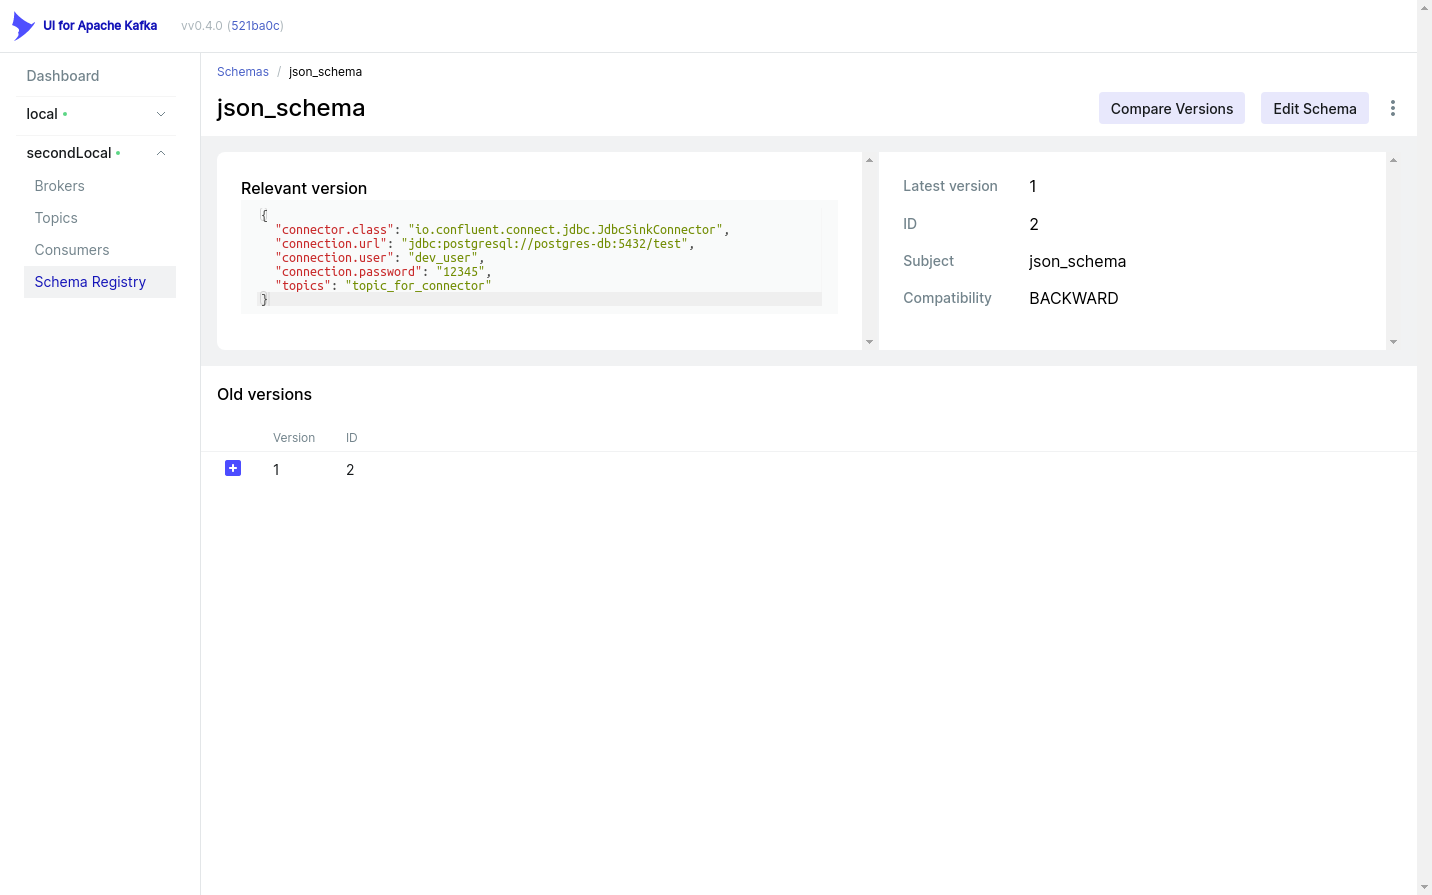 UI for Apache Kafka vv0.4.0 (521ba0c)
Dashboard
local
secondLocal
Brokers
Topics
Consumers
Schema Registry
Schemas / json_schema
json_schema
Compare Versions
Edit Schema
Relevant version
{
"connector.class": "io.confluent.connect.jdbc.JdbcSinkConnector",
"connection.url": "jdbc:postgresql://postgres-db:5432/test",
"connection.user": "dev_user",
"connection.password": "12345",
"topics": "topic_for_connector"
}
Latest version 1
ID 2
Subject json_schema
Compatibility BACKWARD
Old versions
Version ID
1 2